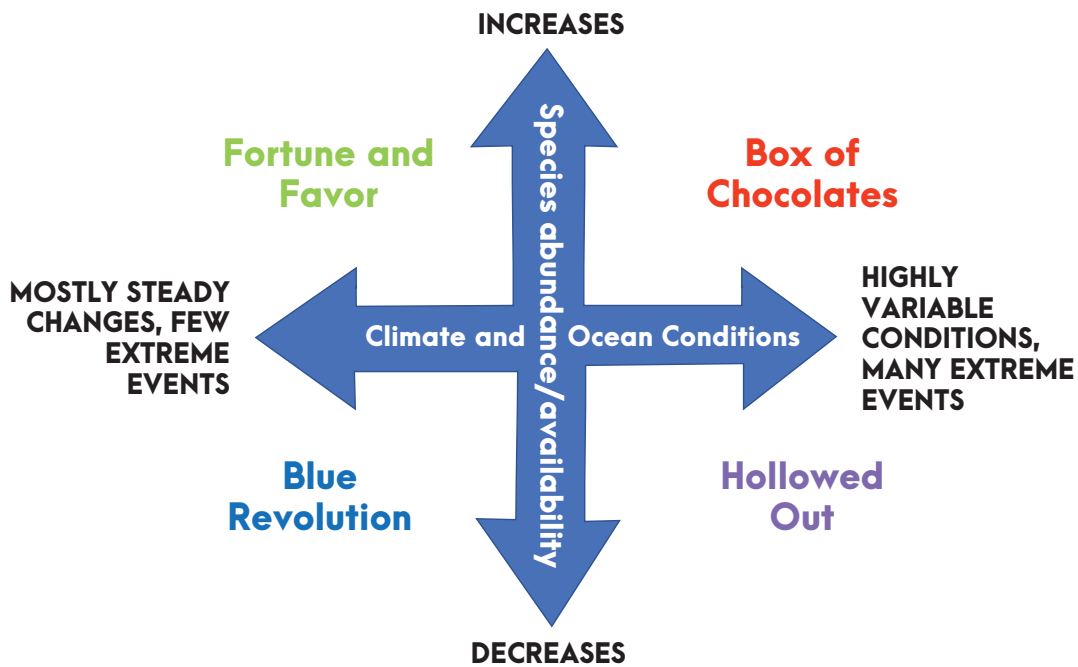 INCREASES
Species abundance/availability
Fortune and
Favor
Box of
Chocolates
MOSTLY STEADY
CHANGES, FEW
EXTREME
EVENTS
Climate and Ocean Conditions
HIGHLY
VARIABLE
CONDITIONS,
MANY EXTREME
EVENTS
Blue
Revolution
Hollowed
Out
DECREASES